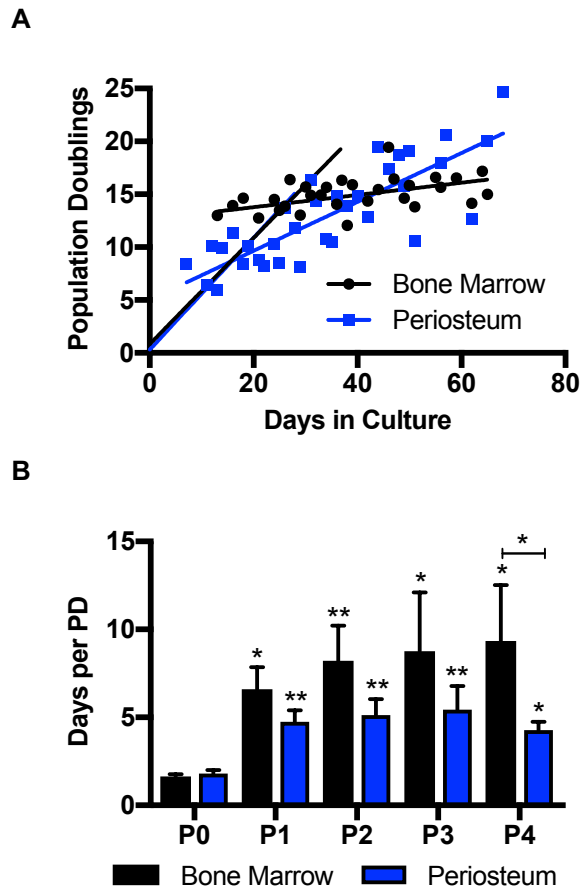 A
Population Doublings
25
20
15
10
5
0
Bone Marrow
Periosteum
0 20 40 60 80
Days in Culture
B
Days per PD
15
10
5
0
* ** ** ** * ** * * *
P0 P1 P2 P3 P4
Bone Marrow Periosteum